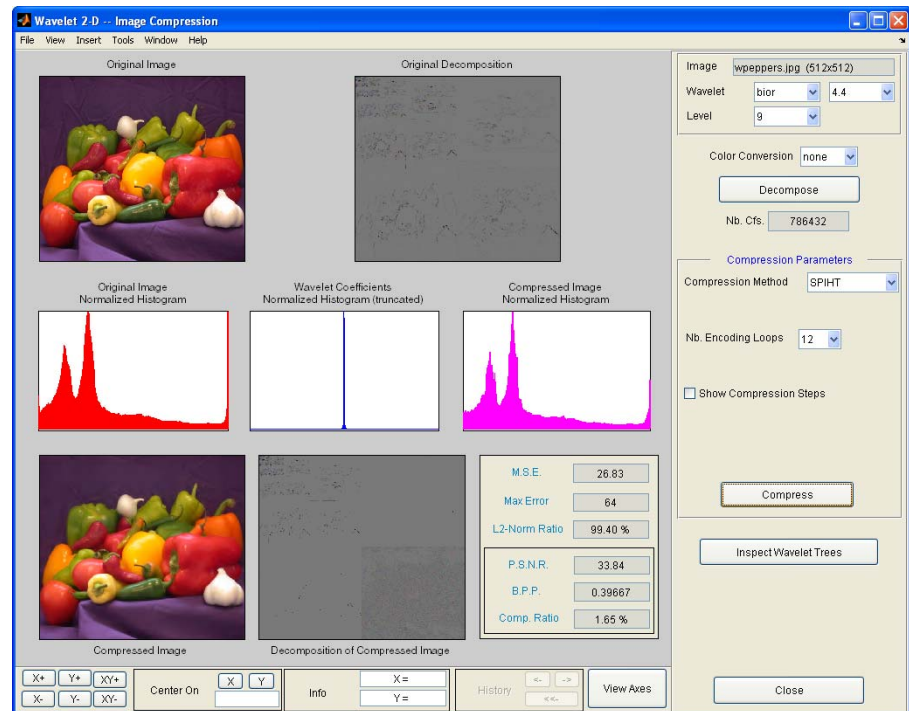 Wavelet 2-D -- Image Compression
File View Insert Tools Window Help
Original Image
Original Decomposition
Image wpeppers.jpg (512x512)
Wavelet bior 4.4
Level 9
Color Conversion none
Decompose
Nb. Cfs. 786432
Original Image
Normalized Histogram
Wavelet Coefficients
Normalized Histogram (truncated)
Compressed Image
Normalized Histogram
Compression Parameters
Compression Method SPIHT
Nb. Encoding Loops 12
Show Compression Steps
Compress
M.S.E. 26.83
Max Error 64
L2-Norm Ratio 99.40 %
P.S.N.R. 33.84
B.P.P. 0.39667
Comp. Ratio 1.65 %
Inspect Wavelet Trees
Compressed Image
Decomposition of Compressed Image
X+ Y+ XY+
X- Y- XY-
Center On X Y
Info X =
Y =
History <- ->
<<-
View Axes
Close